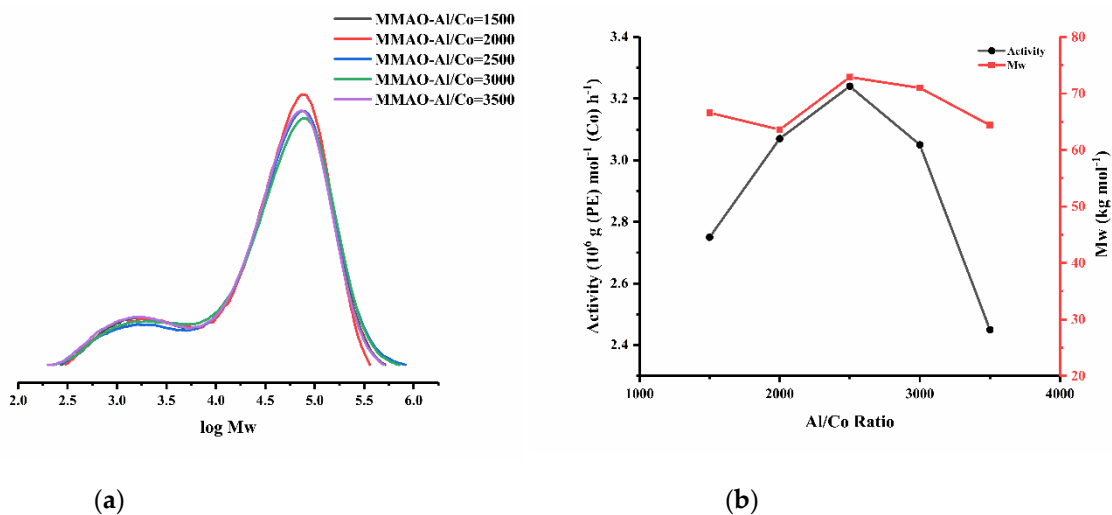 MMAO-Al/Co=1500
MMAO-Al/Co=2000
MMAO-Al/Co=2500
MMAO-Al/Co=3000
MMAO-Al/Co=3500
2.0 2.5 3.0 3.5 4.0 4.5 5.0 5.5 6.0
log Mw
(a)
Activity
Mw
Activity (10⁶ g (PE) mol⁻¹ (Co) h⁻¹)
3.2
3.0
2.8
2.6
2.4
80
70
60
50
40
30
20
Mw (kg mol⁻¹)
1000 2000 3000 4000
Al/Co Ratio
(b)